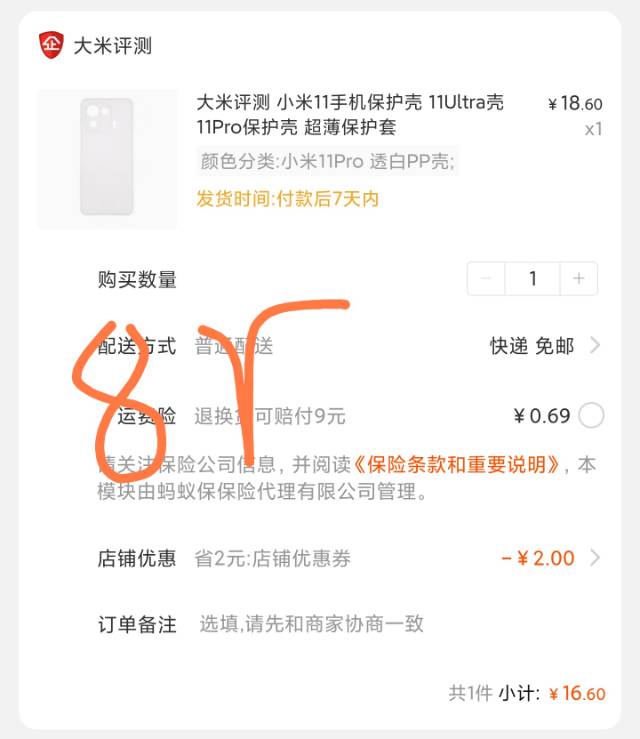 企 大米评测
大米评测 小米11手机保护壳 11Ultra壳 ¥18.60
11Pro保护壳 超薄保护套 x1
颜色分类:小米11Pro 透白PP壳;
发货时间:付款后7天内
购买数量 － 1 +
配送方式 普通配送 快递 免邮 >
8r
运费险 退换货可赔付9元 ¥0.69
请关注保险公司信息，并阅读《保险条款和重要说明》，本
模块由蚂蚁保保险代理有限公司管理。
店铺优惠 省2元:店铺优惠券 -¥2.00 >
订单备注 选填,请先和商家协商一致
共1件 小计: ¥16.60